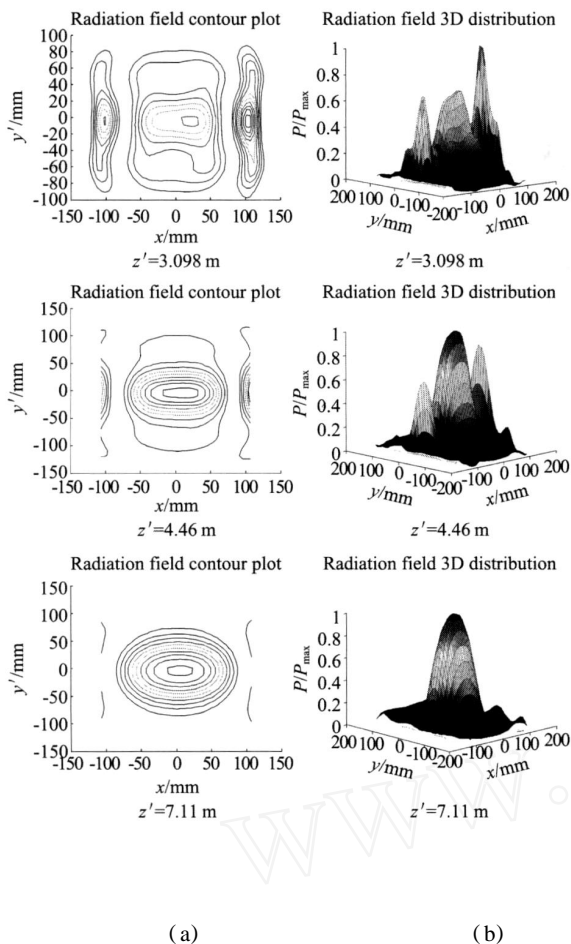 Radiation field contour plot
Radiation field 3D distribution
100
80
60
40
20
0
-20
-40
-60
-80
-100
y'/mm
-150 -100 -50 0 50 100 150
x/mm
z'=3.098 m
1
0.8
0.6
0.4
0.2
0
P/Pmax
200 100 0 -100 -200
y/mm
-100 0 100 200
x/mm
z'=3.098 m
Radiation field contour plot
Radiation field 3D distribution
150
100
50
0
-50
-100
-150
y'/mm
-150 -100 -50 0 50 100 150
x/mm
z'=4.46 m
1
0.8
0.6
0.4
0.2
0
P/Pmax
200 100 0 -100 -200
y/mm
-100 0 100 200
x/mm
z'=4.46 m
Radiation field contour plot
Radiation field 3D distribution
150
100
50
0
-50
-100
-150
y'/mm
-150 -100 -50 0 50 100 150
x/mm
z'=7.11 m
1
0.8
0.6
0.4
0.2
0
P/Pmax
200 100 0 -100 -200
y/mm
-100 0 100 200
x/mm
z'=7.11 m
www.
(a)
(b)